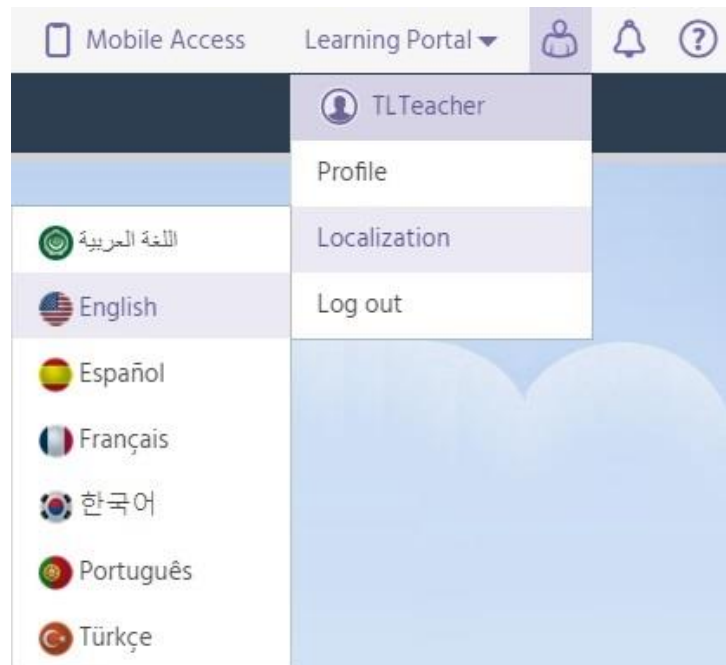 Mobile Access
Learning Portal
?
TLTeacher
Profile
Localization
Log out
اللغة العربية
English
Español
Français
한국어
Português
Türkçe